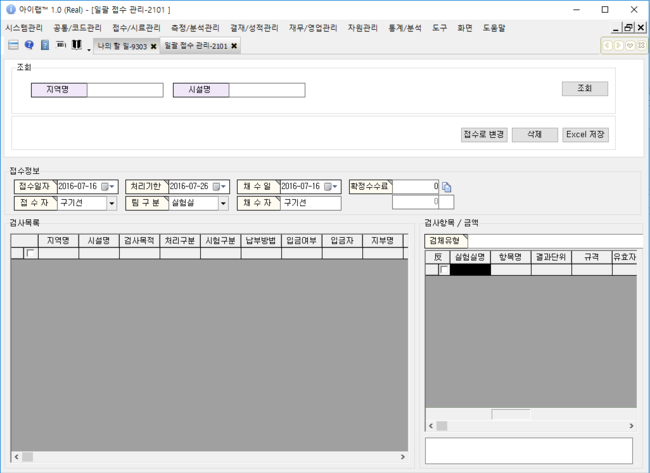 아이랩™ 1.0 (Real) - [일괄 접수 관리-2101 ]
시스템관리 공통/코드관리 접수/시료관리 측정/분석관리 결재/성적관리 재무/영업관리 자원관리 통계/분석 도구 화면 도움말
나의 할 일-9303 일괄 접수 관리-2101
조회
지역명 시설명 조회
접수로 변경 삭제 Excel 저장
접수정보
접수일자 2016-07-16 처리기한 2016-07-26 채 수 일 2016-07-16 확정수수료 0
접 수 자 구기선 팀 구 분 실험실 채 수 자 구기선 0
검사목록
지역명 시설명 검사목적 처리구분 시험구분 납부방법 입금여부 입금자 지부명
검사항목 / 금액
검체유형
反 실험실명 항목명 결과단위 규격 유효자